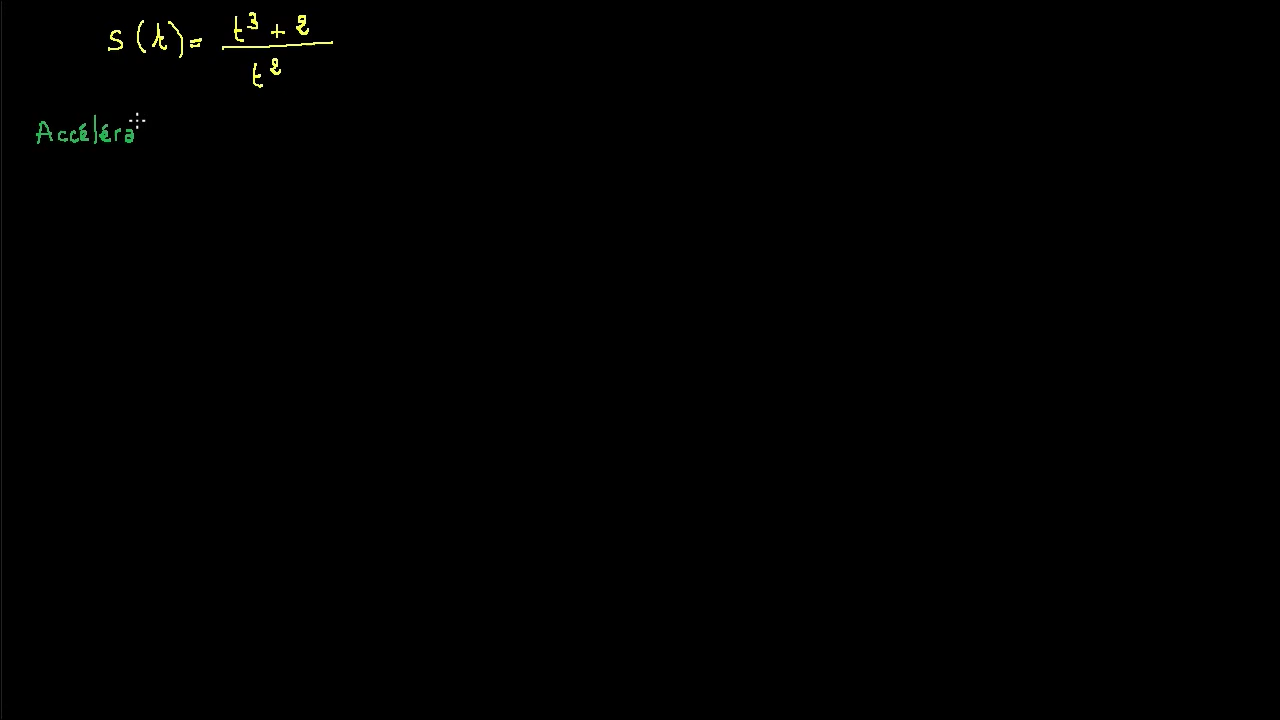 s(t) = t³ + 2 / t²
Accéléra